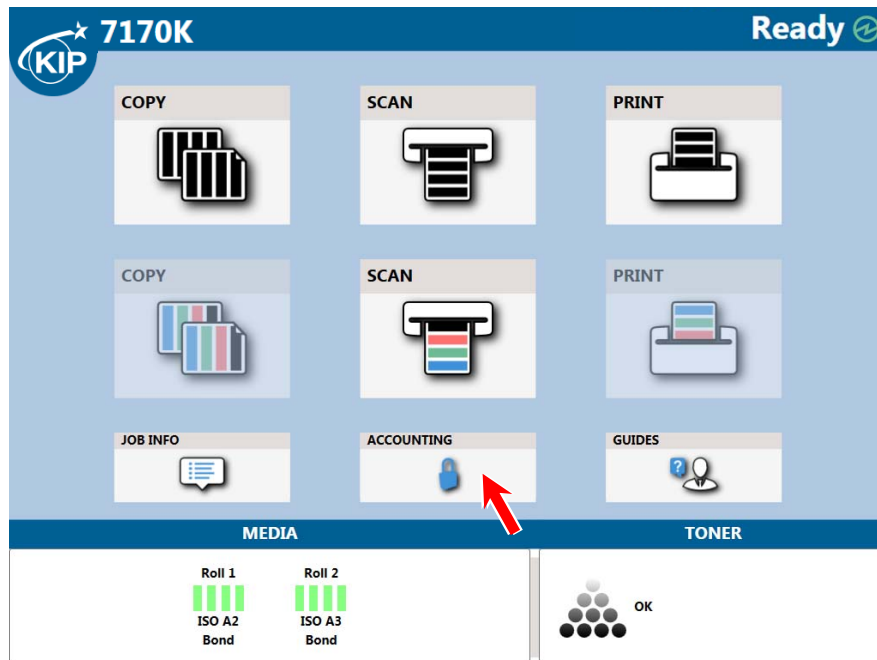 KIP
7170K
Ready
COPY
SCAN
PRINT
COPY
SCAN
PRINT
JOB INFO
ACCOUNTING
GUIDES
?
MEDIA
TONER
Roll 1
Roll 2
ISO A2
ISO A3
Bond
Bond
OK